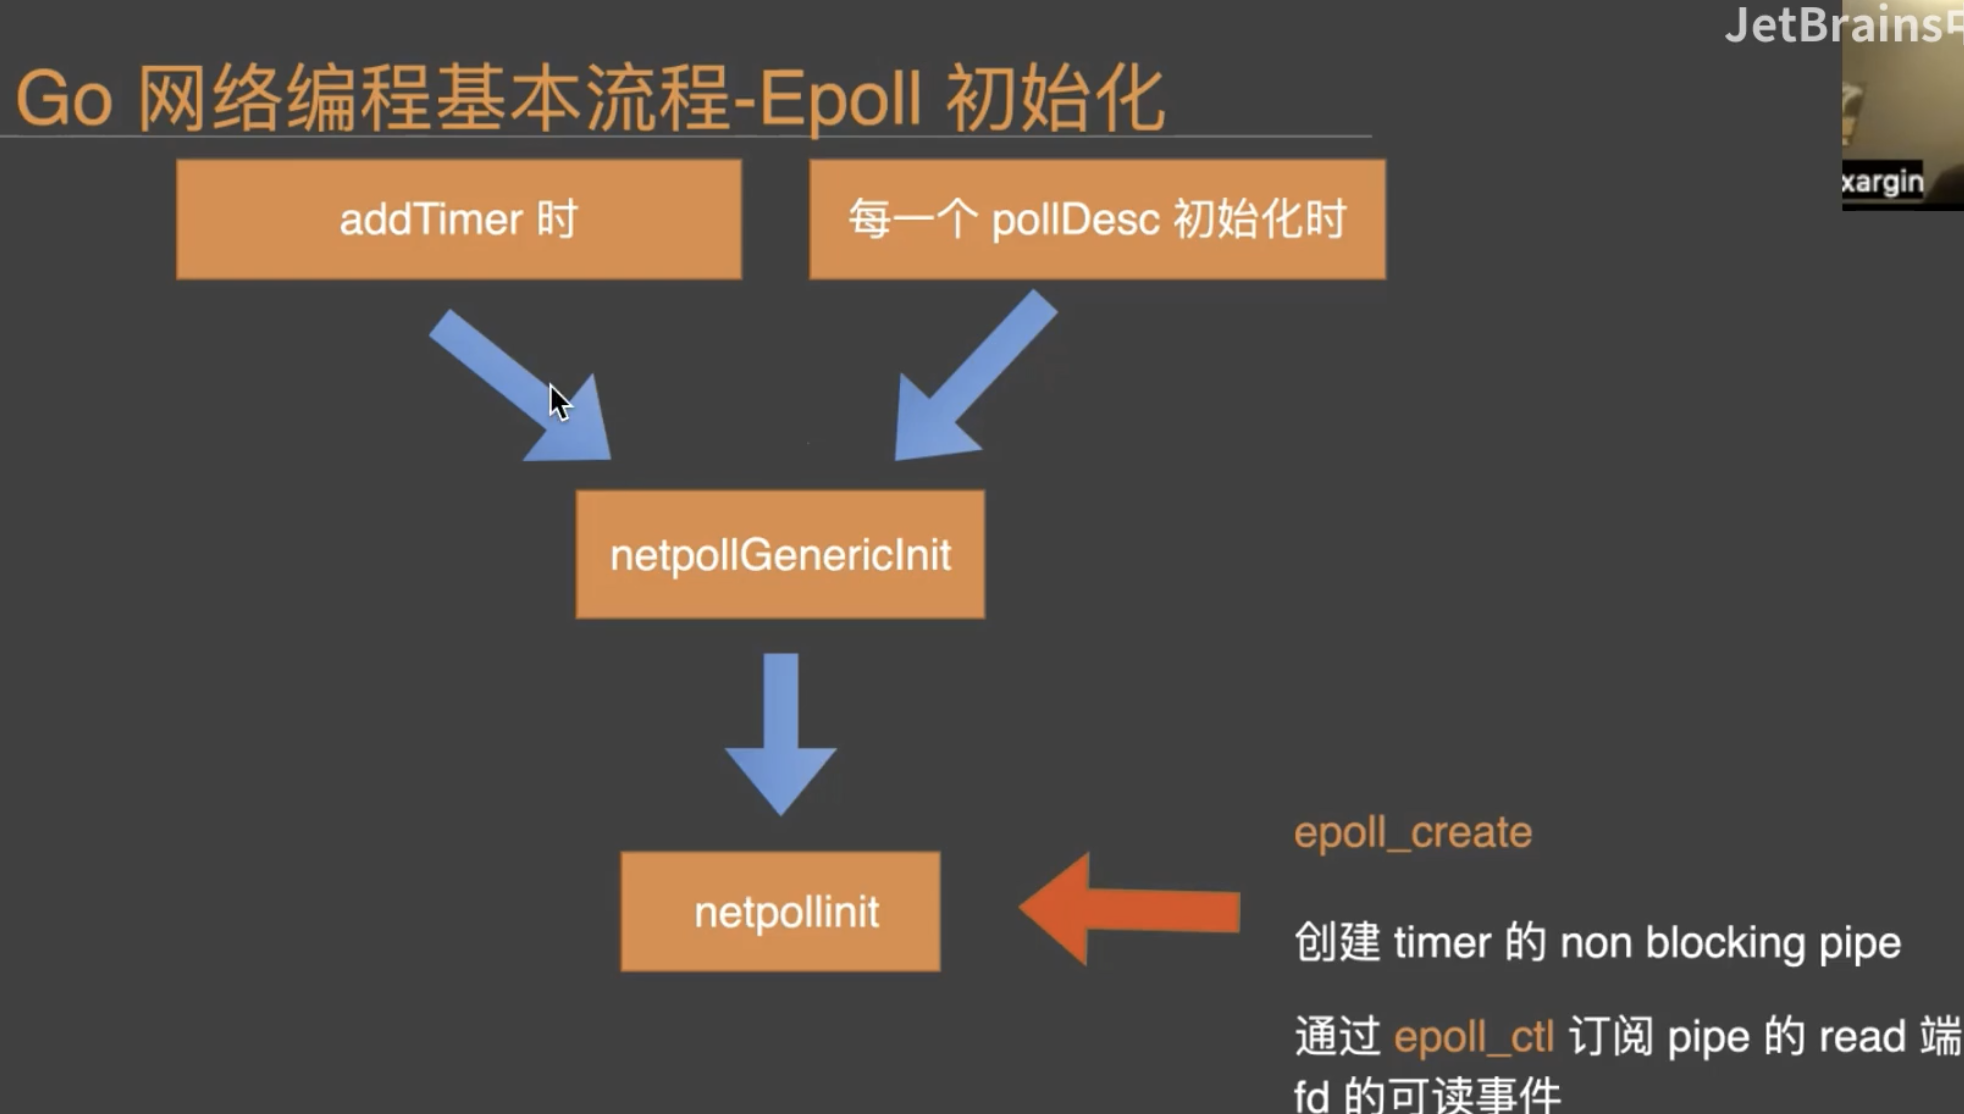 JetBrains
Go 网络编程基本流程-Epoll 初始化
xargin
addTimer 时
每一个 pollDesc 初始化时
netpollGenericInit
netpollinit
epoll_create
创建 timer 的 non blocking pipe
通过 epoll_ctl 订阅 pipe 的 read 端
fd 的可读事件